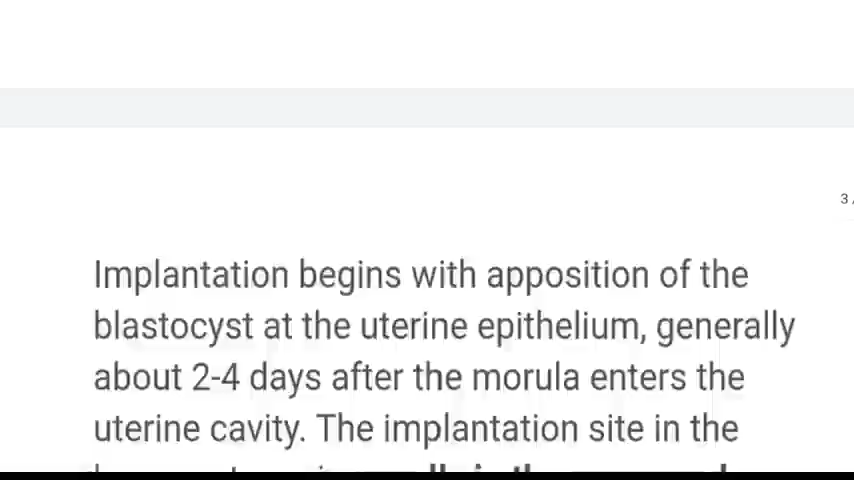 3 /
Implantation begins with apposition of the
blastocyst at the uterine epithelium, generally
about 2-4 days after the morula enters the
uterine cavity. The implantation site in the